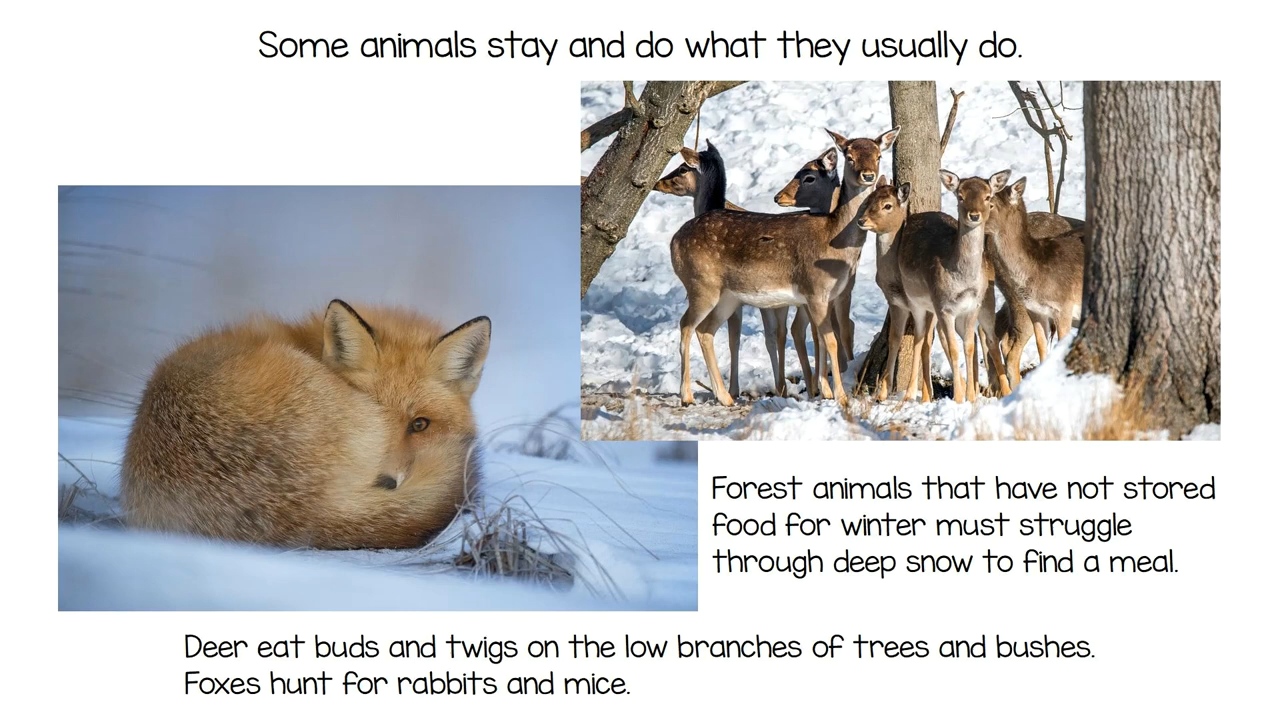 Some animals stay and do what they usually do.
Forest animals that have not stored
food for winter must struggle
through deep snow to find a meal.
Deer eat buds and twigs on the low branches of trees and bushes.
Foxes hunt for rabbits and mice.